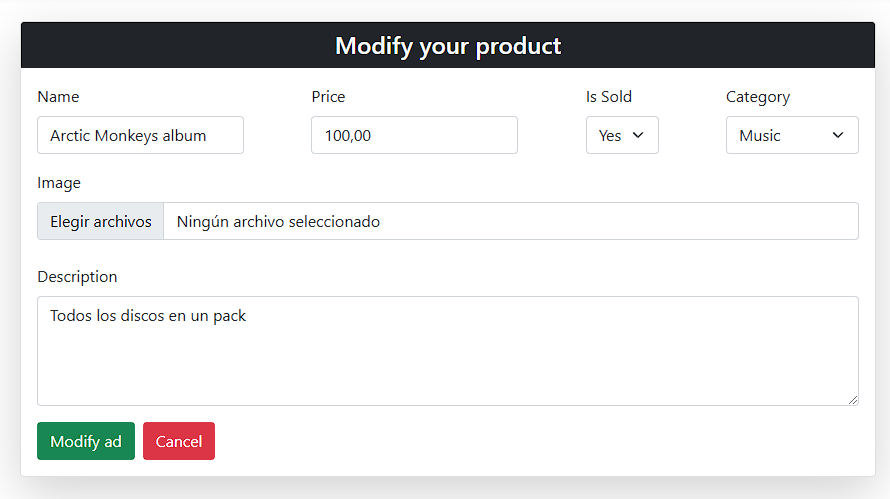 Modify your product
Name Price Is Sold Category
Arctic Monkeys album 100,00 Yes Music
Image
Elegir archivos Ningún archivo seleccionado
Description
Todos los discos en un pack
Modify ad Cancel